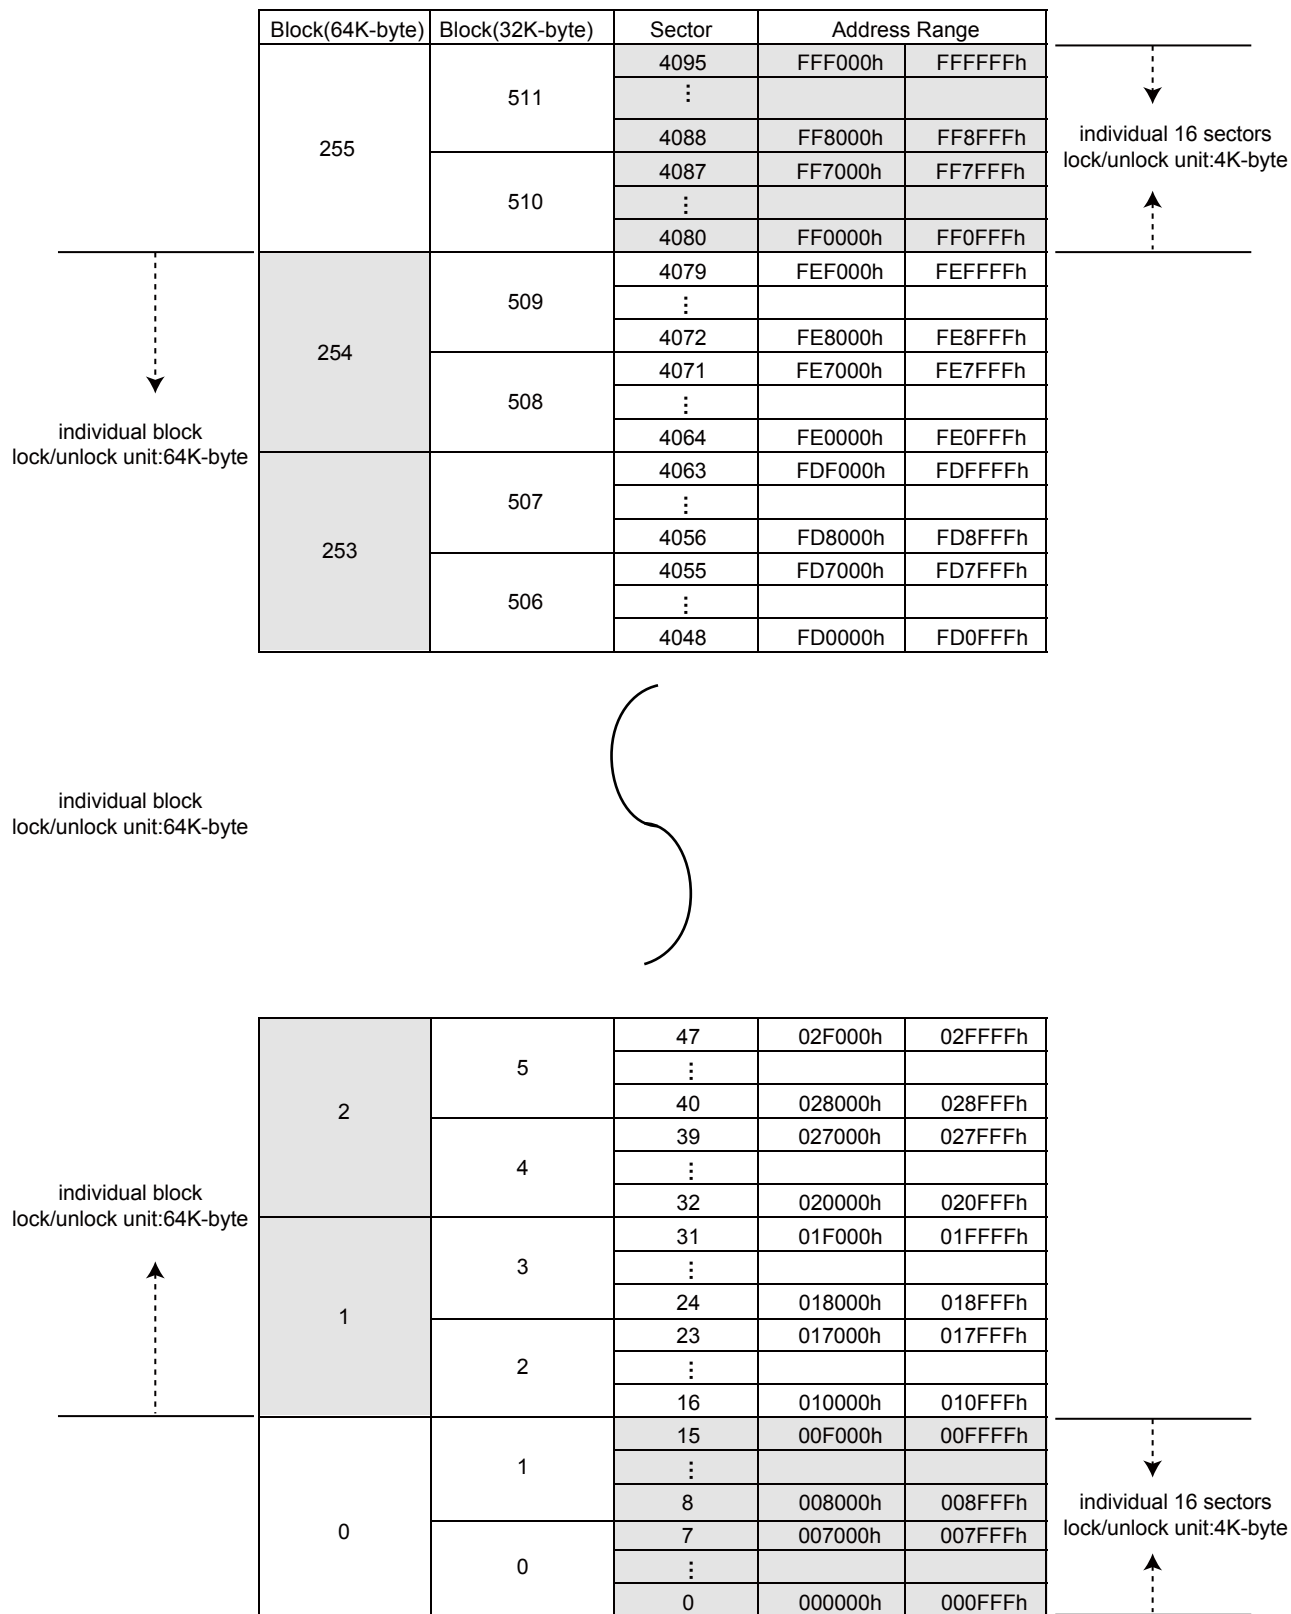 Block(64K-byte) Block(32K-byte) Sector Address Range
4095 FFF000h FFFFFFh
511 ⋮
4088 FF8000h FF8FFFh
individual 16 sectors
lock/unlock unit:4K-byte
255
4087 FF7000h FF7FFFh
510 ⋮
4080 FF0000h FF0FFFh
4079 FEF000h FEFFFFh
509 ⋮
4072 FE8000h FE8FFFh
254
4071 FE7000h FE7FFFh
508 ⋮
4064 FE0000h FE0FFFh
individual block
lock/unlock unit:64K-byte
4063 FDF000h FDFFFFh
507 ⋮
4056 FD8000h FD8FFFh
253
4055 FD7000h FD7FFFh
506 ⋮
4048 FD0000h FD0FFFh
individual block
lock/unlock unit:64K-byte
47 02F000h 02FFFFh
5 ⋮
40 028000h 028FFFh
2
39 027000h 027FFFh
4 ⋮
32 020000h 020FFFh
individual block
lock/unlock unit:64K-byte
31 01F000h 01FFFFh
3 ⋮
24 018000h 018FFFh
1
23 017000h 017FFFh
2 ⋮
16 010000h 010FFFh
15 00F000h 00FFFFh
1 ⋮
8 008000h 008FFFh
individual 16 sectors
lock/unlock unit:4K-byte
0
7 007000h 007FFFh
0 ⋮
0 000000h 000FFFh